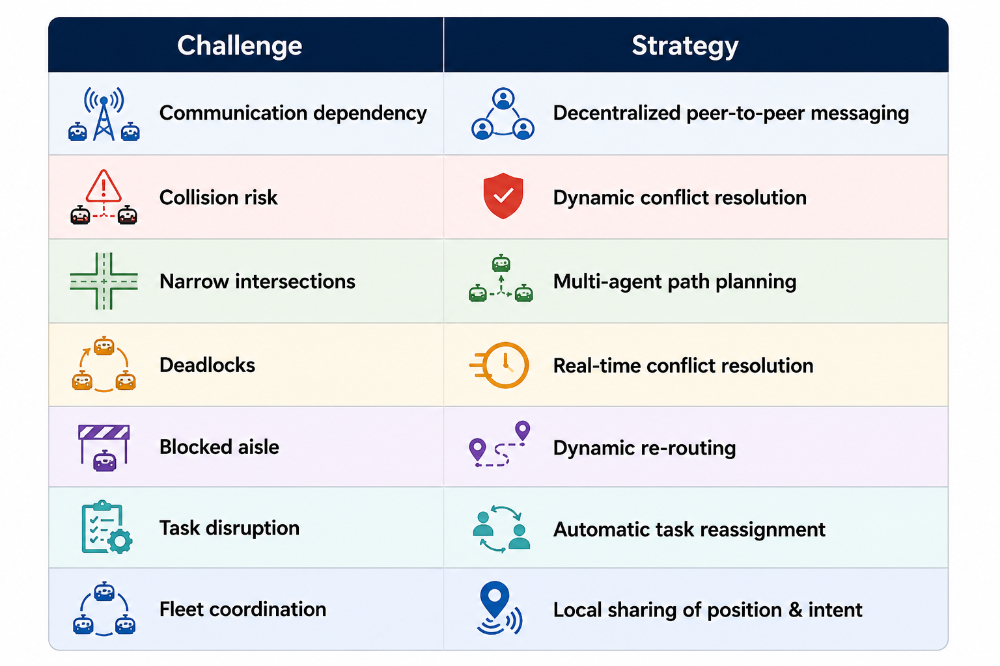 Challenge
Strategy
Communication dependency
Decentralized peer-to-peer messaging
Collision risk
Dynamic conflict resolution
Narrow intersections
Multi-agent path planning
Deadlocks
Real-time conflict resolution
Blocked aisle
Dynamic re-routing
Task disruption
Automatic task reassignment
Fleet coordination
Local sharing of position & intent